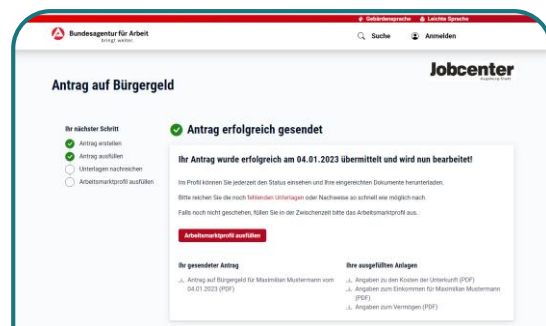 Gebärdensprache Leichte Sprache
Bundesagentur für Arbeit
bringt weiter.
Suche Anmelden
Jobcenter
Antrag auf Bürgergeld
Ihr nächster Schritt
Antrag erstellen
Antrag ausfüllen
Unterlagen nachreichen
Arbeitsmarktprofil ausfüllen
Antrag erfolgreich gesendet
Ihr Antrag wurde erfolgreich am 04.01.2023 übermittelt und wird nun bearbeitet!
Im Profil können Sie jederzeit den Status einsehen und Ihre eingereichten Dokumente herunterladen.
Bitte reichen Sie die noch fehlenden Unterlagen oder Nachweise so schnell wie möglich nach.
Falls noch nicht geschehen, füllen Sie in der Zwischenzeit bitte das Arbeitsmarktprofil aus.
Arbeitsmarktprofil ausfüllen
Ihr gesendeter Antrag
Antrag auf Bürgergeld für Maximilian Mustermann vom
04.01.2023 (PDF)
Ihre ausgefüllten Anlagen
Angaben zu den Kosten der Unterkunft (PDF)
Angaben zum Einkommen für Maximilian Mustermann
(PDF)
Angaben zum Vermögen (PDF)